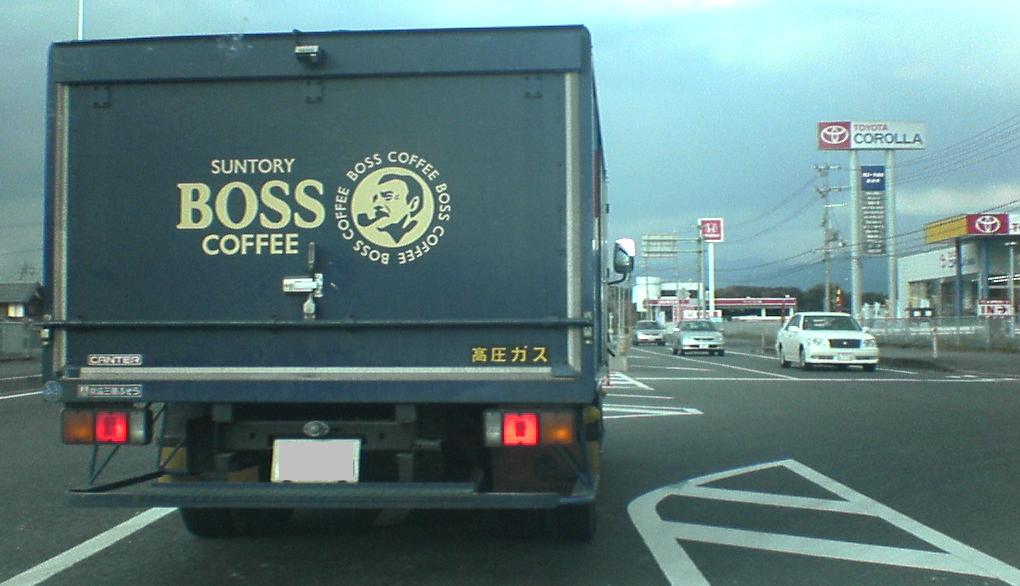 SUNTORY
BOSS
COFFEE
BOSS COFFEE BOSS COFFEE BOSS COFFEE
CANTER
高圧ガス
TOYOTA
COROLLA